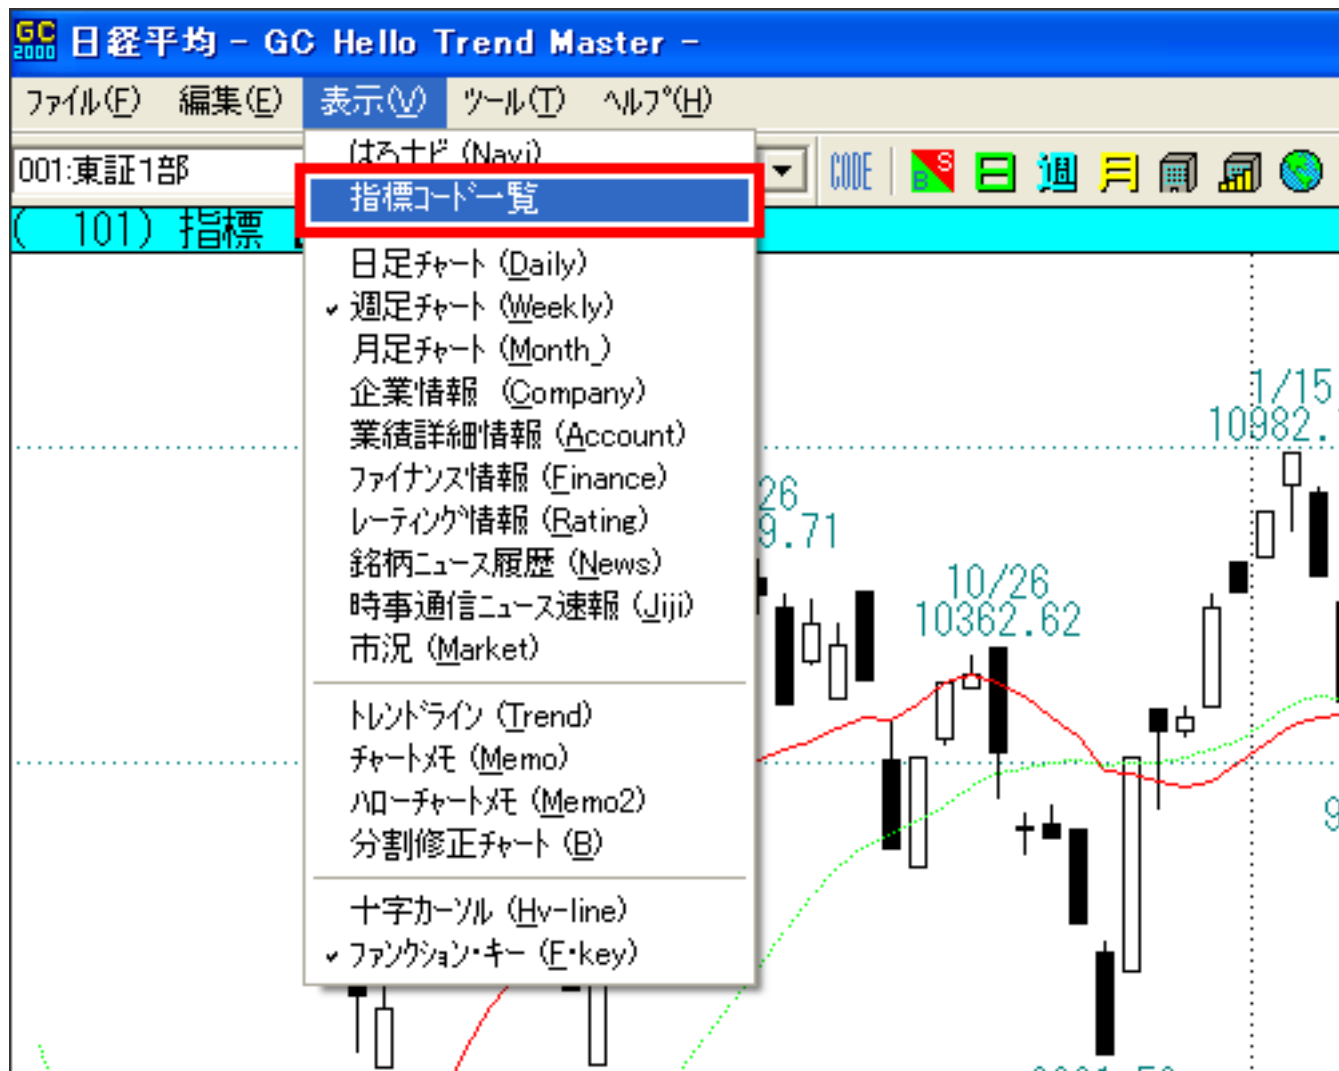 GC 2000 日経平均 - GC Hello Trend Master -
ファイル(F) 編集(E) 表示(V) ツール(T) ヘルプ(H)
001:東証1部
CODE
B S 日 週 月
( 101) 指標
はろナビ (Navi)
指標コード一覧
日足チャート (Daily)
週足チャート (Weekly)
月足チャート (Month_)
企業情報 (Company)
業績詳細情報 (Account)
ファイナンス情報 (Finance)
レーティング情報 (Rating)
銘柄ニュース履歴 (News)
時事通信ニュース速報 (Jiji)
市況 (Market)
トレンドライン (Trend)
チャートメモ (Memo)
ハローチャートメモ (Memo2)
分割修正チャート (B)
十字カーソル (Hv-line)
ファンクション・キー (F・key)
1/15
10982.
26
9.71
10/26
10362.62
9